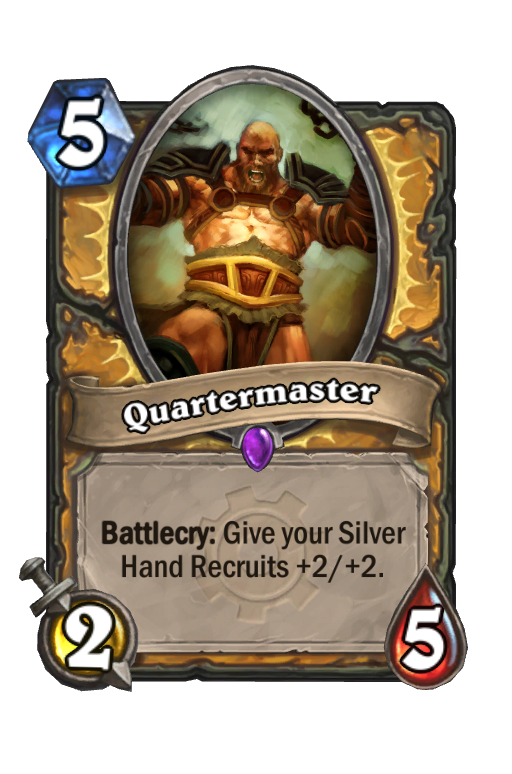 5
Quartermaster
Battlecry: Give your Silver
Hand Recruits +2/+2.
2
5